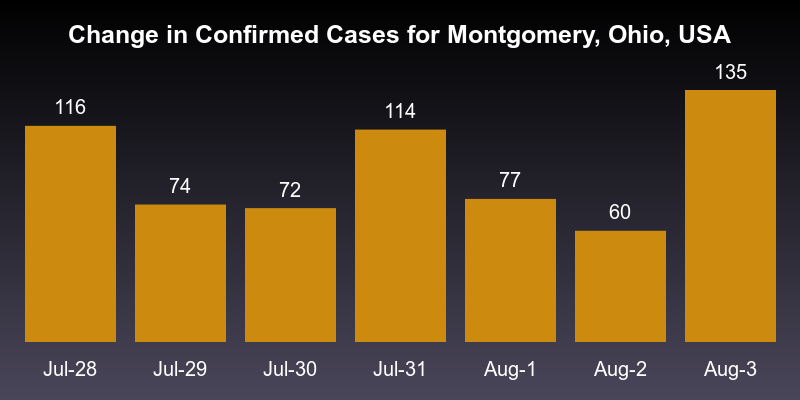 Change in Confirmed Cases for Montgomery, Ohio, USA
116
74
72
114
77
60
135
Jul-28
Jul-29
Jul-30
Jul-31
Aug-1
Aug-2
Aug-3